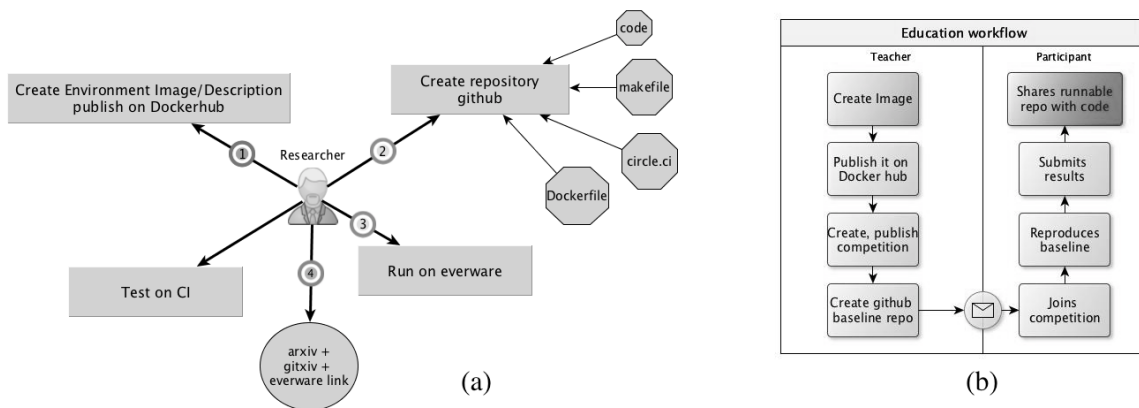 Create Environment Image/Description
publish on Dockerhub
1
Researcher
2
Create repository
github
code
makefile
circle.ci
Dockerfile
3
Run on everware
Test on CI
4
arxiv +
gitxiv +
everware link
(a)
Education workflow
Teacher
Create Image
Publish it on
Docker hub
Create, publish
competition
Create github
baseline repo
Participant
Shares runnable
repo with code
Submits
results
Reproduces
baseline
Joins
competition
(b)